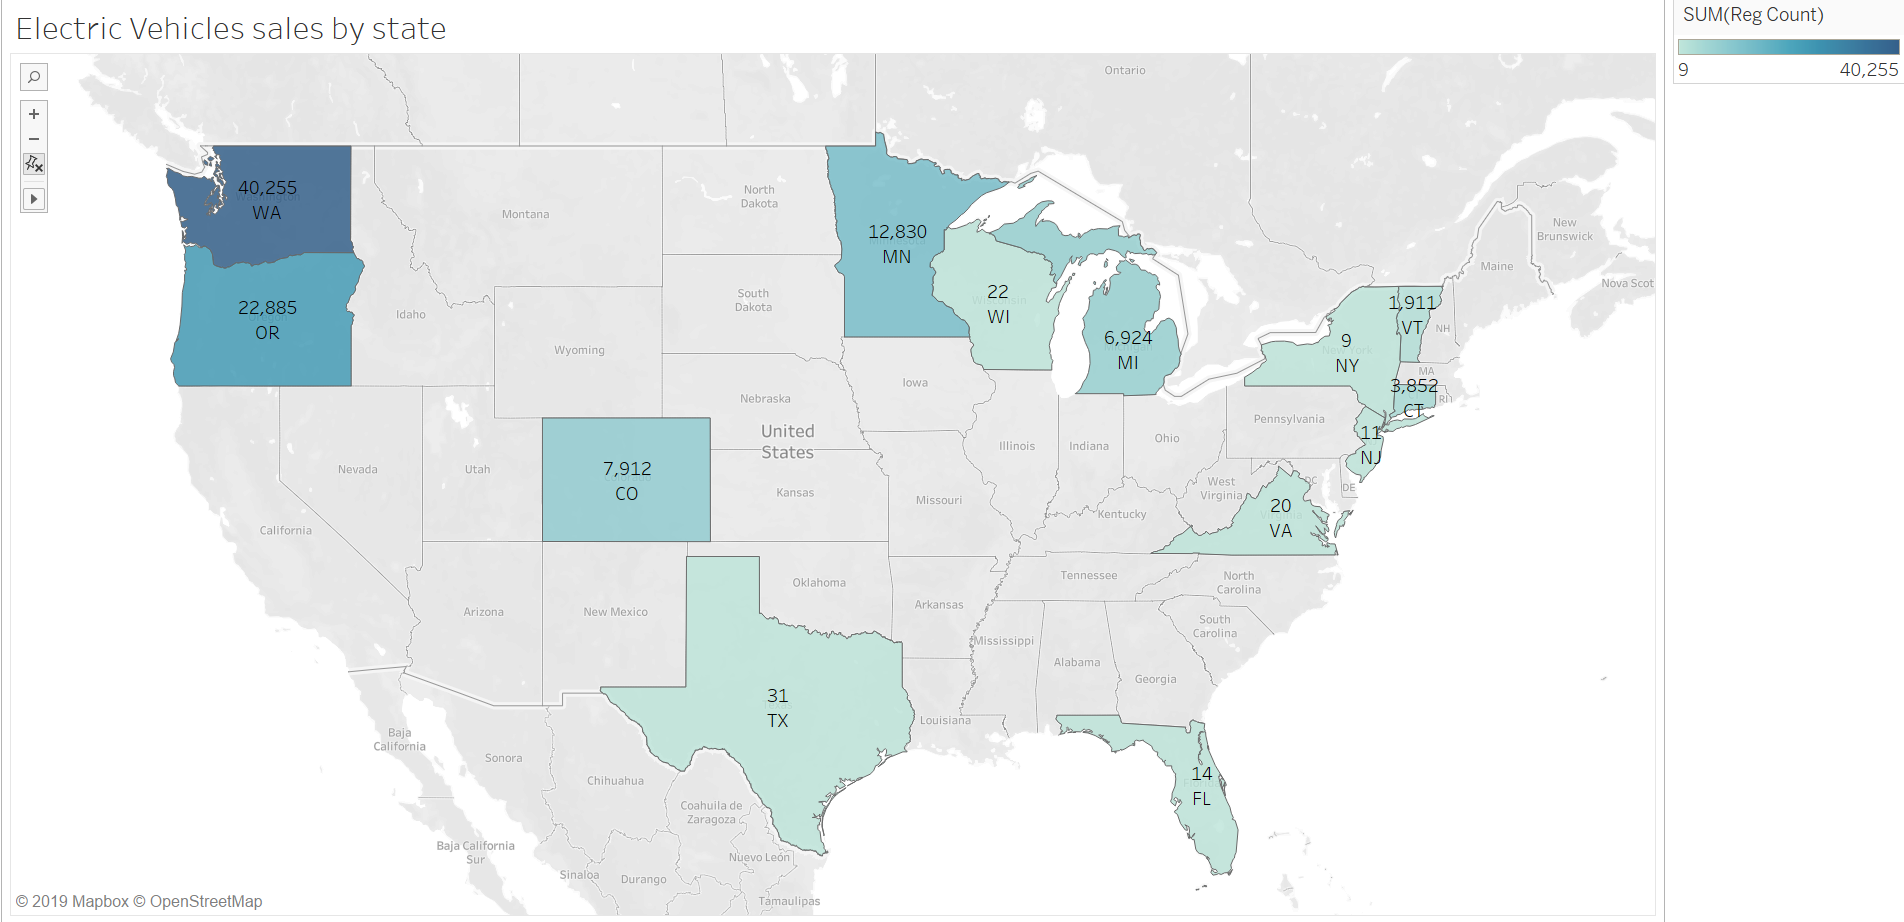 Electric Vehicles sales by state
SUM(Reg Count)
9
40,255
Ontario
40,255
WA
Montana
North
Dakota
12,830
MN
New
Brunswick
Maine
Nova Scot
22,885
OR
Idaho
South
Dakota
22
WI
6,924
MI
1,911
VT
NH
9
NY
Wyoming
Iowa
MA
3,852
CT
RI
Nebraska
United
States
Pennsylvania
11
NJ
Illinois
Indiana
Ohio
Nevada
Utah
7,912
CO
Kansas
Missouri
West
Virginia
DC
DE
20
VA
California
Kentucky
Oklahoma
Tennessee
North
Carolina
Arizona
New Mexico
Arkansas
South
Carolina
Mississippi
Alabama
Georgia
31
TX
Louisiana
Baja
California
Sonora
Chihuahua
14
FL
Coahuila de
Zaragoza
Baja California
Sur
Nuevo León
Sinaloa
Durango
Tamaulipas
© 2019 Mapbox © OpenStreetMap